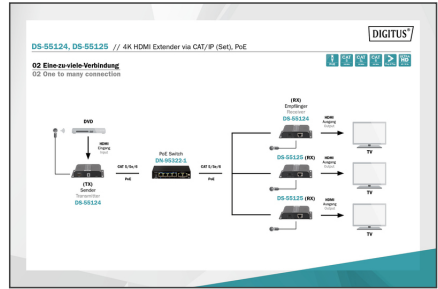 DIGITUS®
DS-55124, DS-55125 // 4K HDMI Extender via CAT/IP (Set), PoE
02 Eine-zu-viele-Verbindung
02 One to many connection
DVD
HDMI
Eingang
Input
(TX)
Sender
Transmitter
DS-55124
CAT 5/5e/6
PoE
PoE Switch
DN-95322-1
CAT 5/5e/6
PoE
(RX)
Empfänger
Receiver
DS-55124
HDMI
Ausgang
Output
TV
DS-55125 (RX)
HDMI
Ausgang
Output
TV
DS-55125 (RX)
HDMI
Ausgang
Output
TV